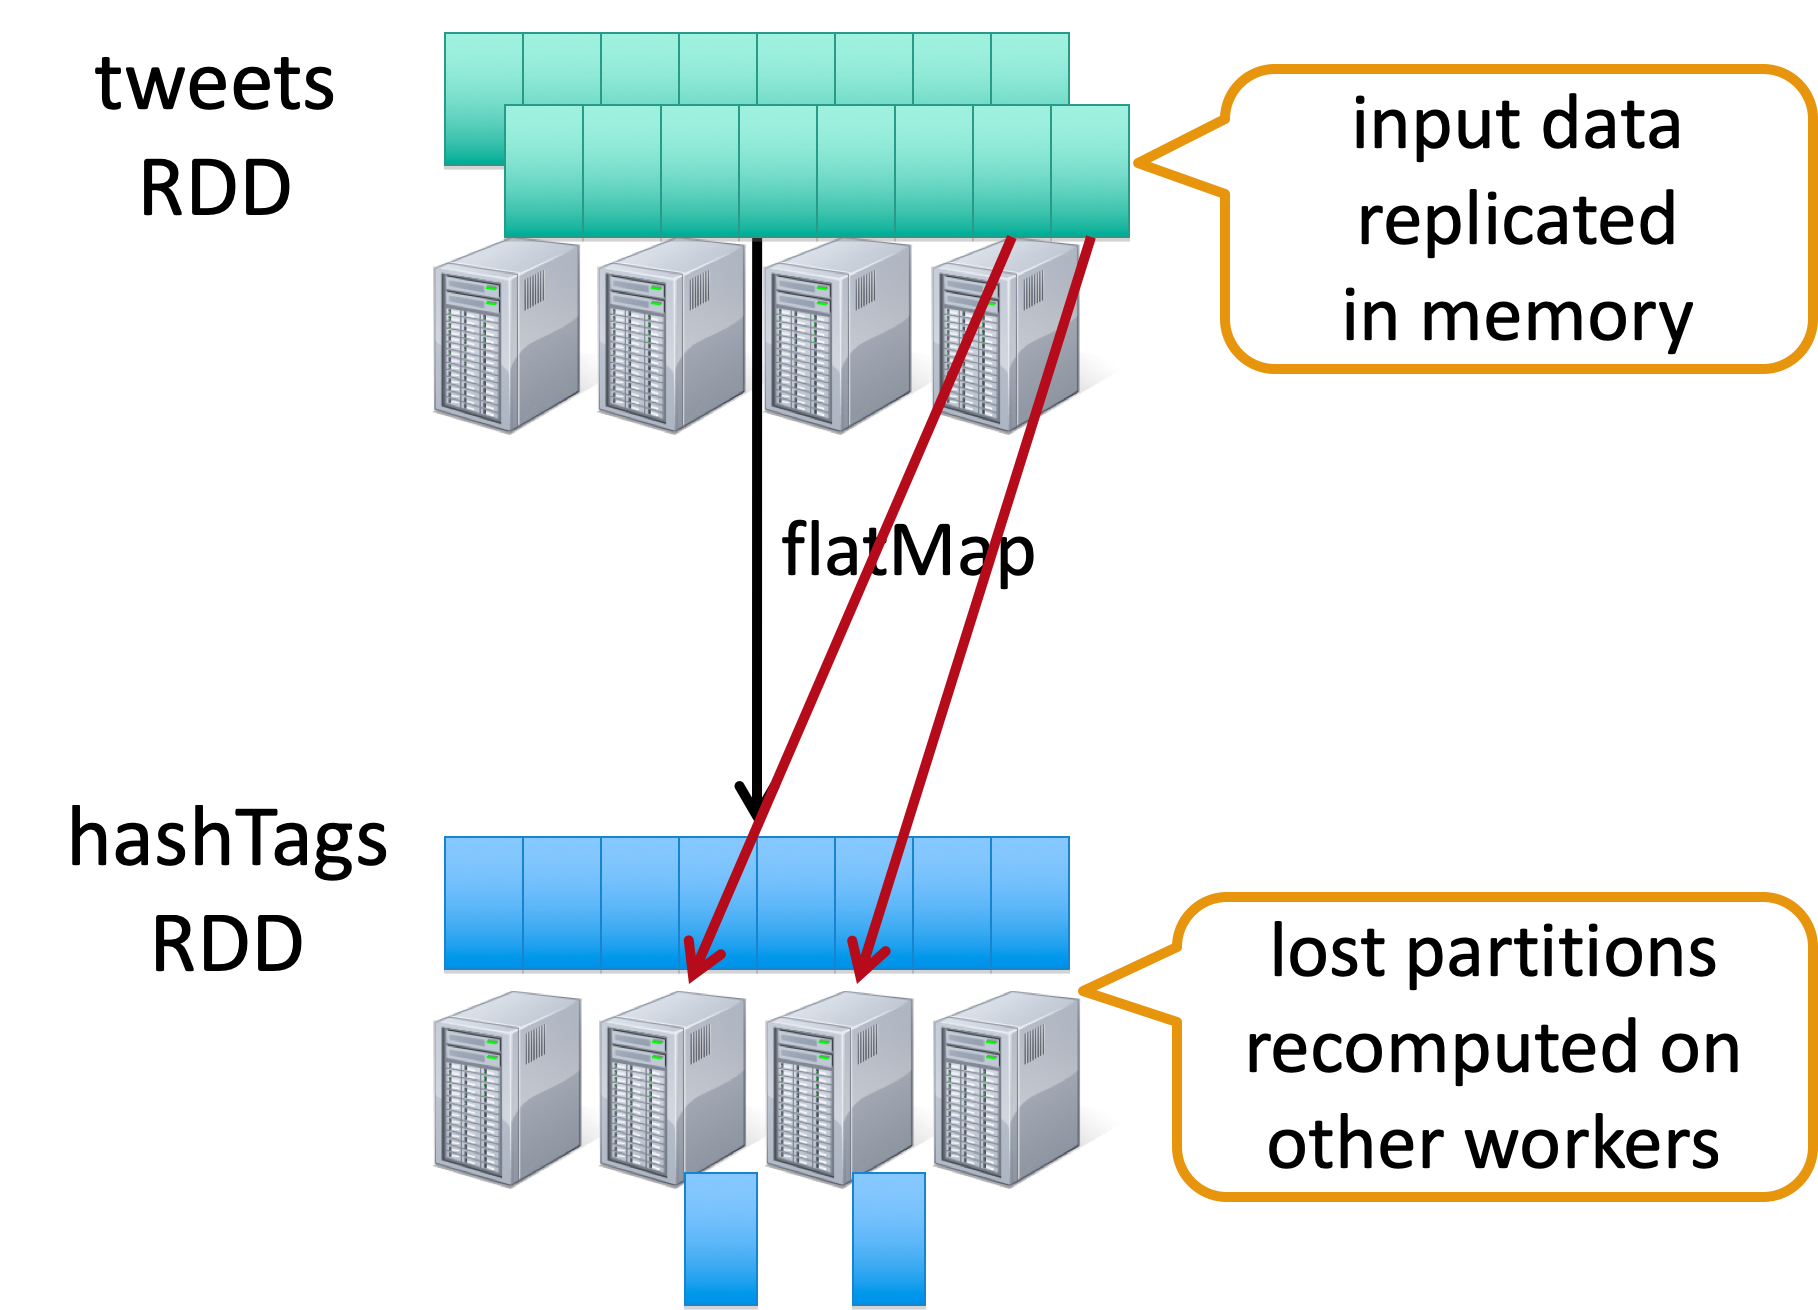 tweets
RDD
input data
replicated
in memory
flatMap
hashTags
RDD
lost partitions
recomputed on
other workers